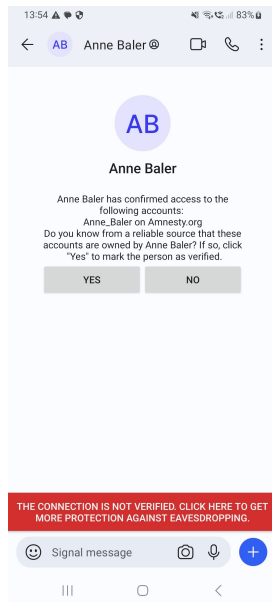 13:54 83%
AB Anne Baler
AB
Anne Baler
Anne Baler has confirmed access to the
following accounts:
Anne_Baler on Amnesty.org
Do you know from a reliable source that these
accounts are owned by Anne Baler? If so, click
"Yes" to mark the person as verified.
YES NO
THE CONNECTION IS NOT VERIFIED. CLICK HERE TO GET
MORE PROTECTION AGAINST EAVESDROPPING.
Signal message